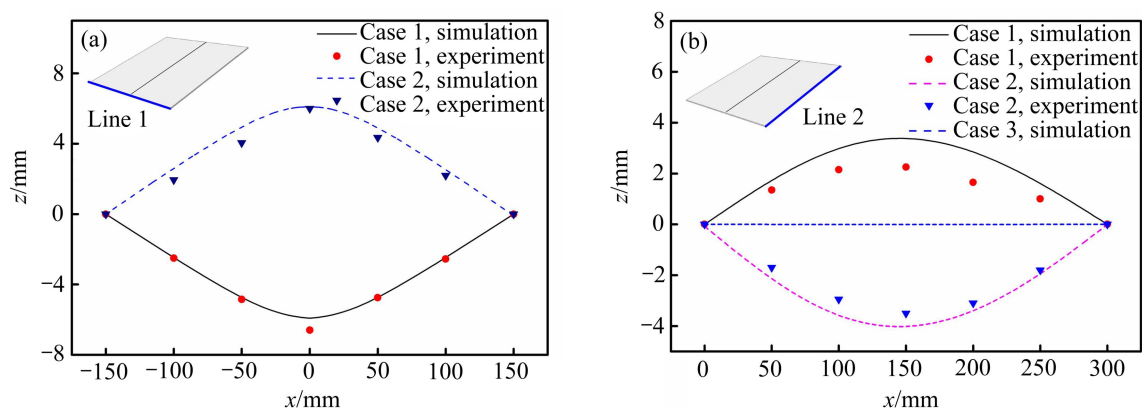 (a)
Case 1, simulation
Case 1, experiment
Case 2, simulation
Case 2, experiment
Line 1
8
4
0
−4
−8
z/mm
−150
−100
−50
0
50
100
150
x/mm
(b)
Case 1, simulation
Case 1, experiment
Case 2, simulation
Case 2, experiment
Case 3, simulation
Line 2
8
6
4
2
0
−2
−4
z/mm
0
50
100
150
200
250
300
x/mm